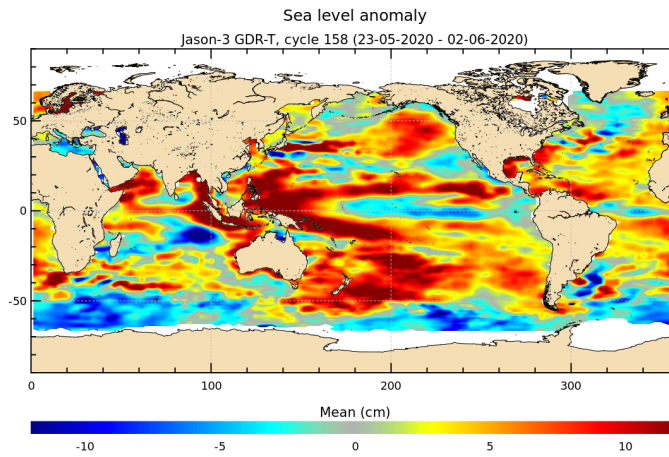 Sea level anomaly
Jason-3 GDR-T, cycle 158 (23-05-2020 - 02-06-2020)
50
0
-50
0 100 200 300
Mean (cm)
-10 -5 0 5 10